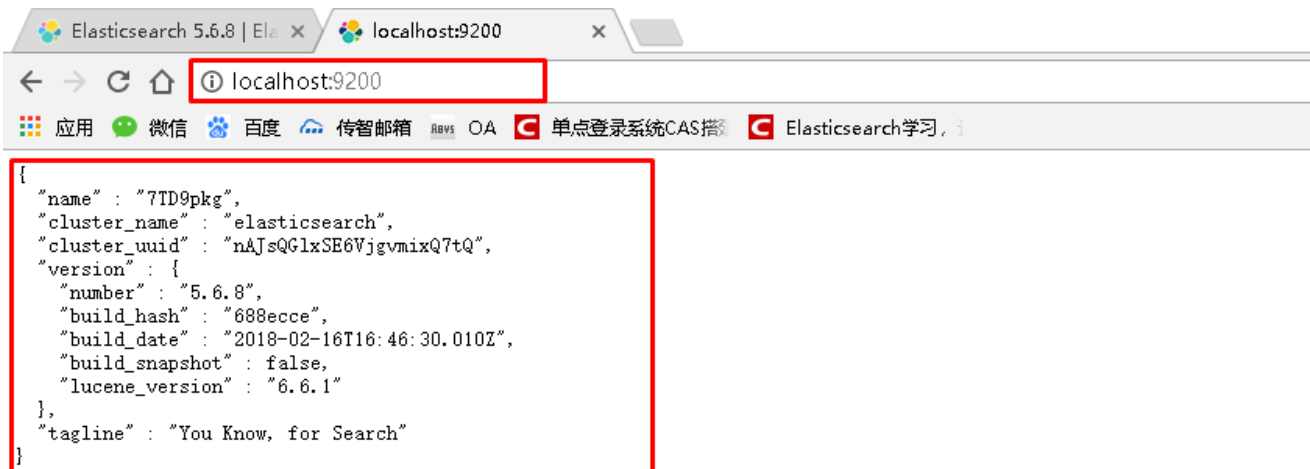 Elasticsearch 5.6.8 | Ela
localhost:9200
localhost:9200
应用 微信 百度 传智邮箱 OA 单点登录系统CAS搭 Elasticsearch学习,
{
"name" : "7TD9pkg",
"cluster_name" : "elasticsearch",
"cluster_uuid" : "nAJsQGlxSE6VjgvmixQ7tQ",
"version" : {
"number" : "5.6.8",
"build_hash" : "688ecce",
"build_date" : "2018-02-16T16:46:30.010Z",
"build_snapshot" : false,
"lucene_version" : "6.6.1"
},
"tagline" : "You Know, for Search"
}